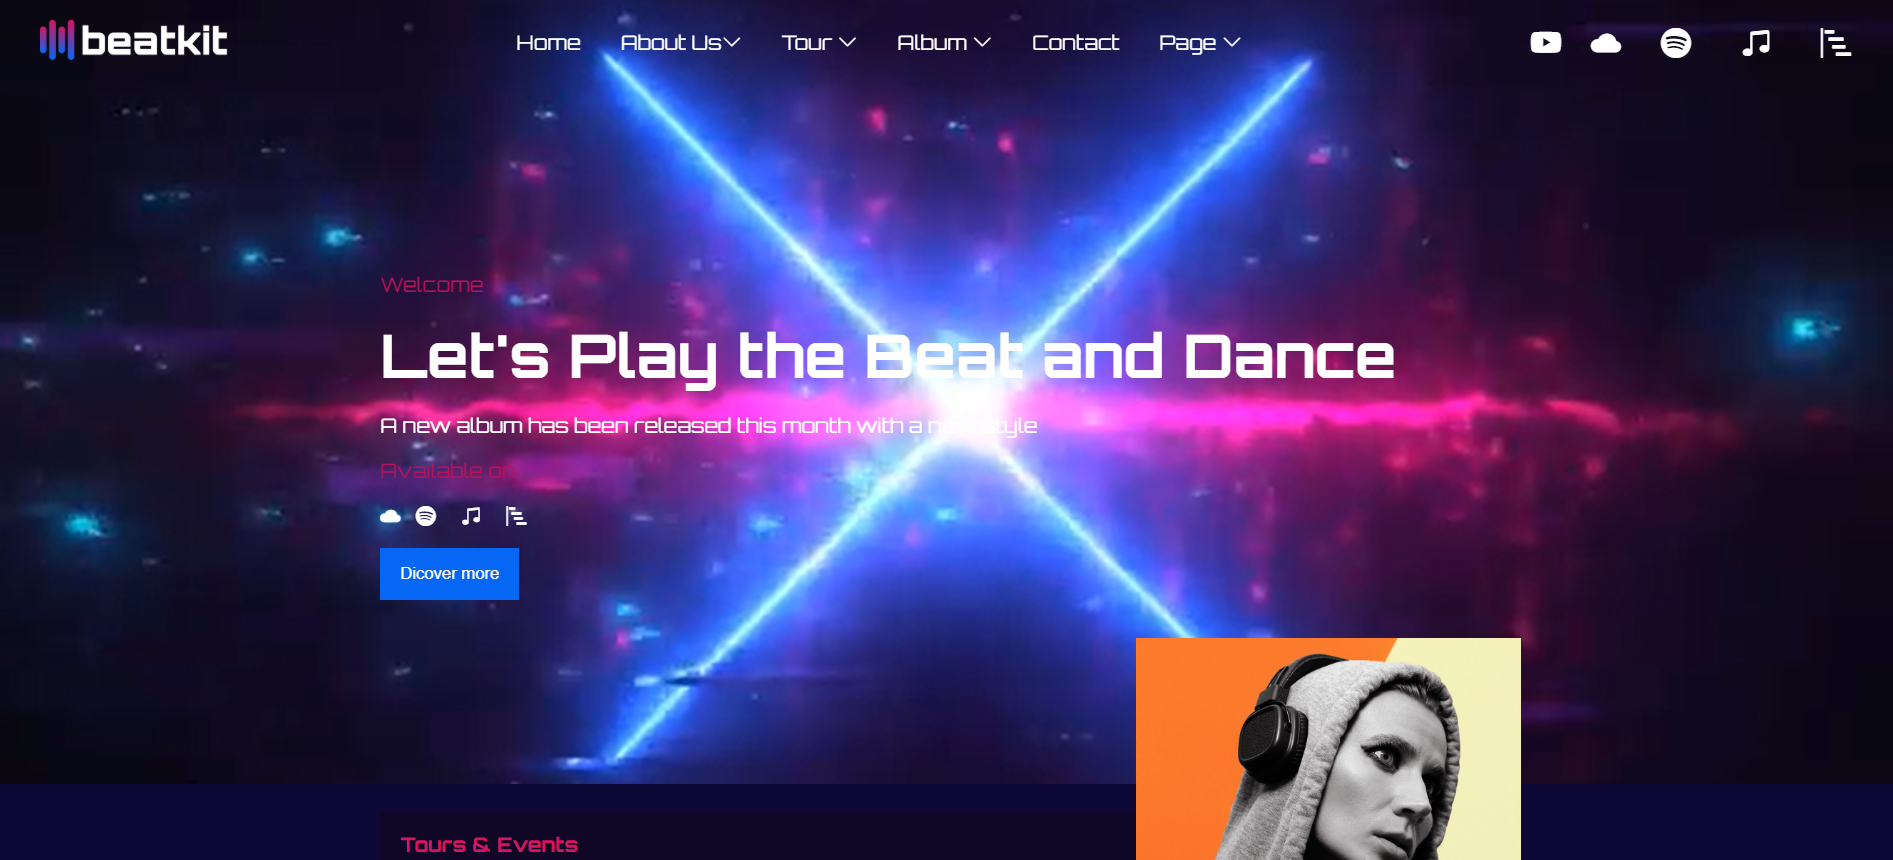 beatkit
Home About Us Tour Album Contact Page
Welcome
Let's Play the Beat and Dance
A new album has been released this month with a new style
Available on
Dicover more
Tours & Events